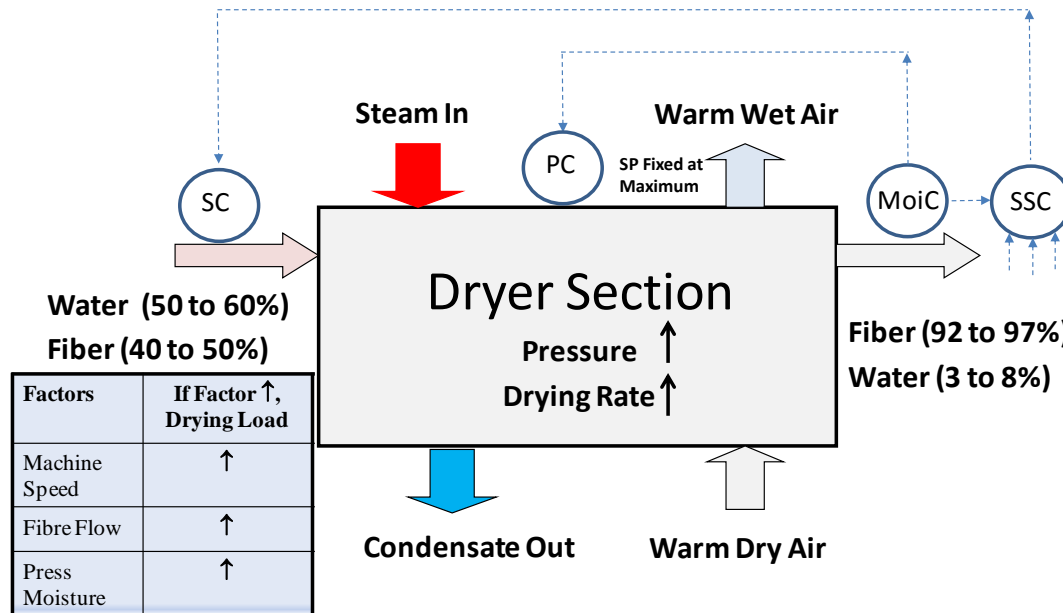 Steam In
Warm Wet Air
SC
PC
SP Fixed at
Maximum
MoiC
SSC
Dryer Section
Pressure ↑
Drying Rate ↑
Water (50 to 60%)
Fiber (40 to 50%)
Fiber (92 to 97%)
Water (3 to 8%)
Factors
If Factor ↑,
Drying Load
Machine
Speed
↑
Fibre Flow
↑
Press
Moisture
↑
Condensate Out
Warm Dry Air